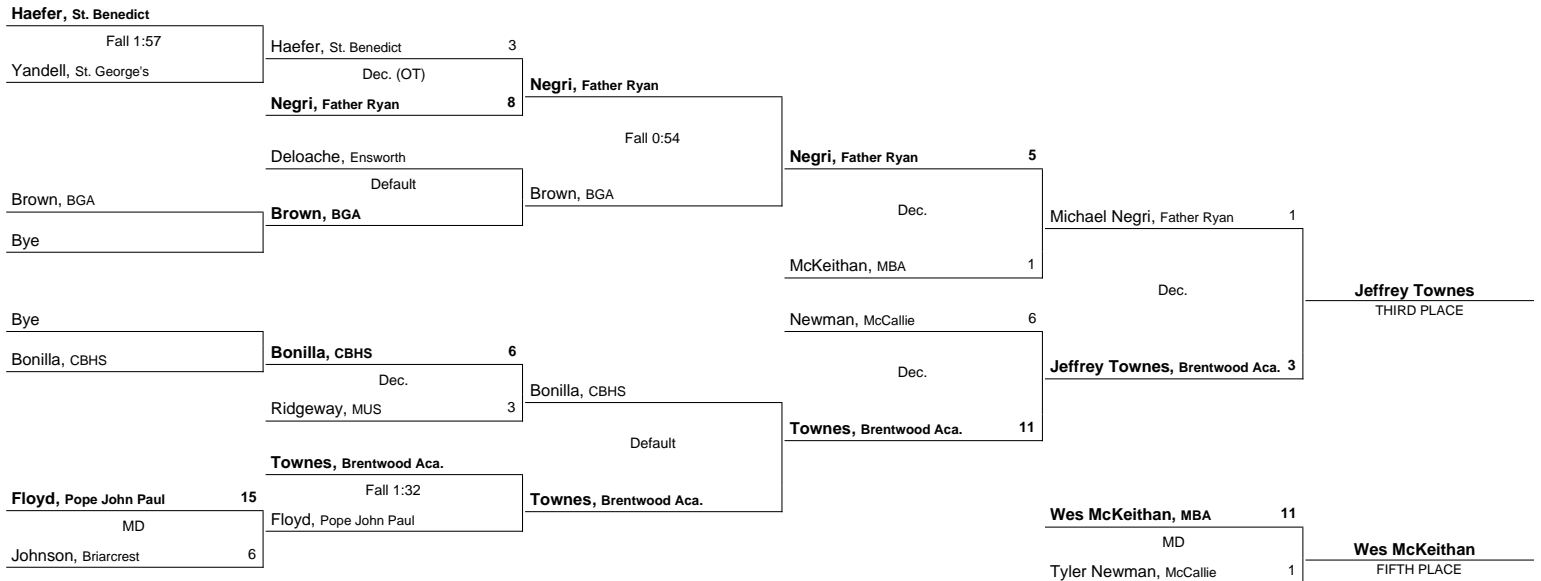 Haefer, St. Benedict
Fall 1:57
Yandell, St. George's
Haefer, St. Benedict 3
Dec. (OT)
Negri, Father Ryan 8
Negri, Father Ryan
Fall 0:54
Deloache, Ensworth
Default
Brown, BGA
Brown, BGA
Bye
Brown, BGA
Negri, Father Ryan 5
Dec.
McKeithan, MBA 1
Michael Negri, Father Ryan 1
Dec.
Jeffrey Townes
THIRD PLACE
Bye
Bonilla, CBHS
Bonilla, CBHS 6
Dec.
Ridgeway, MUS 3
Bonilla, CBHS
Default
Newman, McCallie 6
Dec.
Townes, Brentwood Aca. 11
Jeffrey Townes, Brentwood Aca. 3
Townes, Brentwood Aca.
Fall 1:32
Floyd, Pope John Paul
Townes, Brentwood Aca.
Floyd, Pope John Paul 15
MD
Johnson, Briarcrest 6
Wes McKeithan, MBA 11
MD
Tyler Newman, McCallie 1
Wes McKeithan
FIFTH PLACE